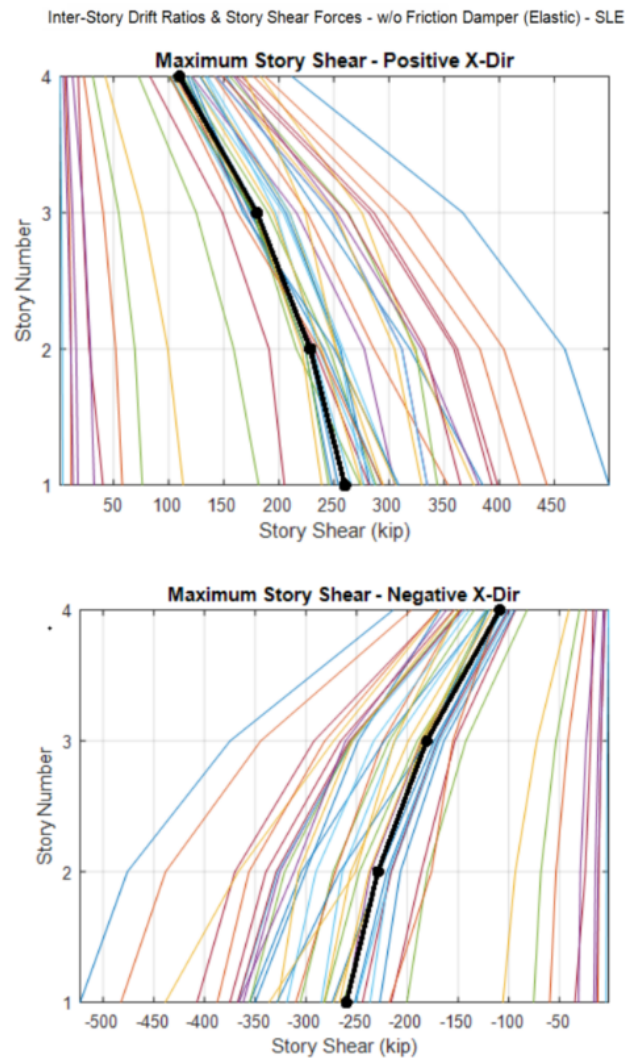 Inter-Story Drift Ratios & Story Shear Forces - w/o Friction Damper (Elastic) - SLE
Maximum Story Shear - Positive X-Dir
4
3
2
1
Story Number
50 100 150 200 250 300 350 400 450
Story Shear (kip)
Maximum Story Shear - Negative X-Dir
4
3
2
1
Story Number
-500 -450 -400 -350 -300 -250 -200 -150 -100 -50
Story Shear (kip)